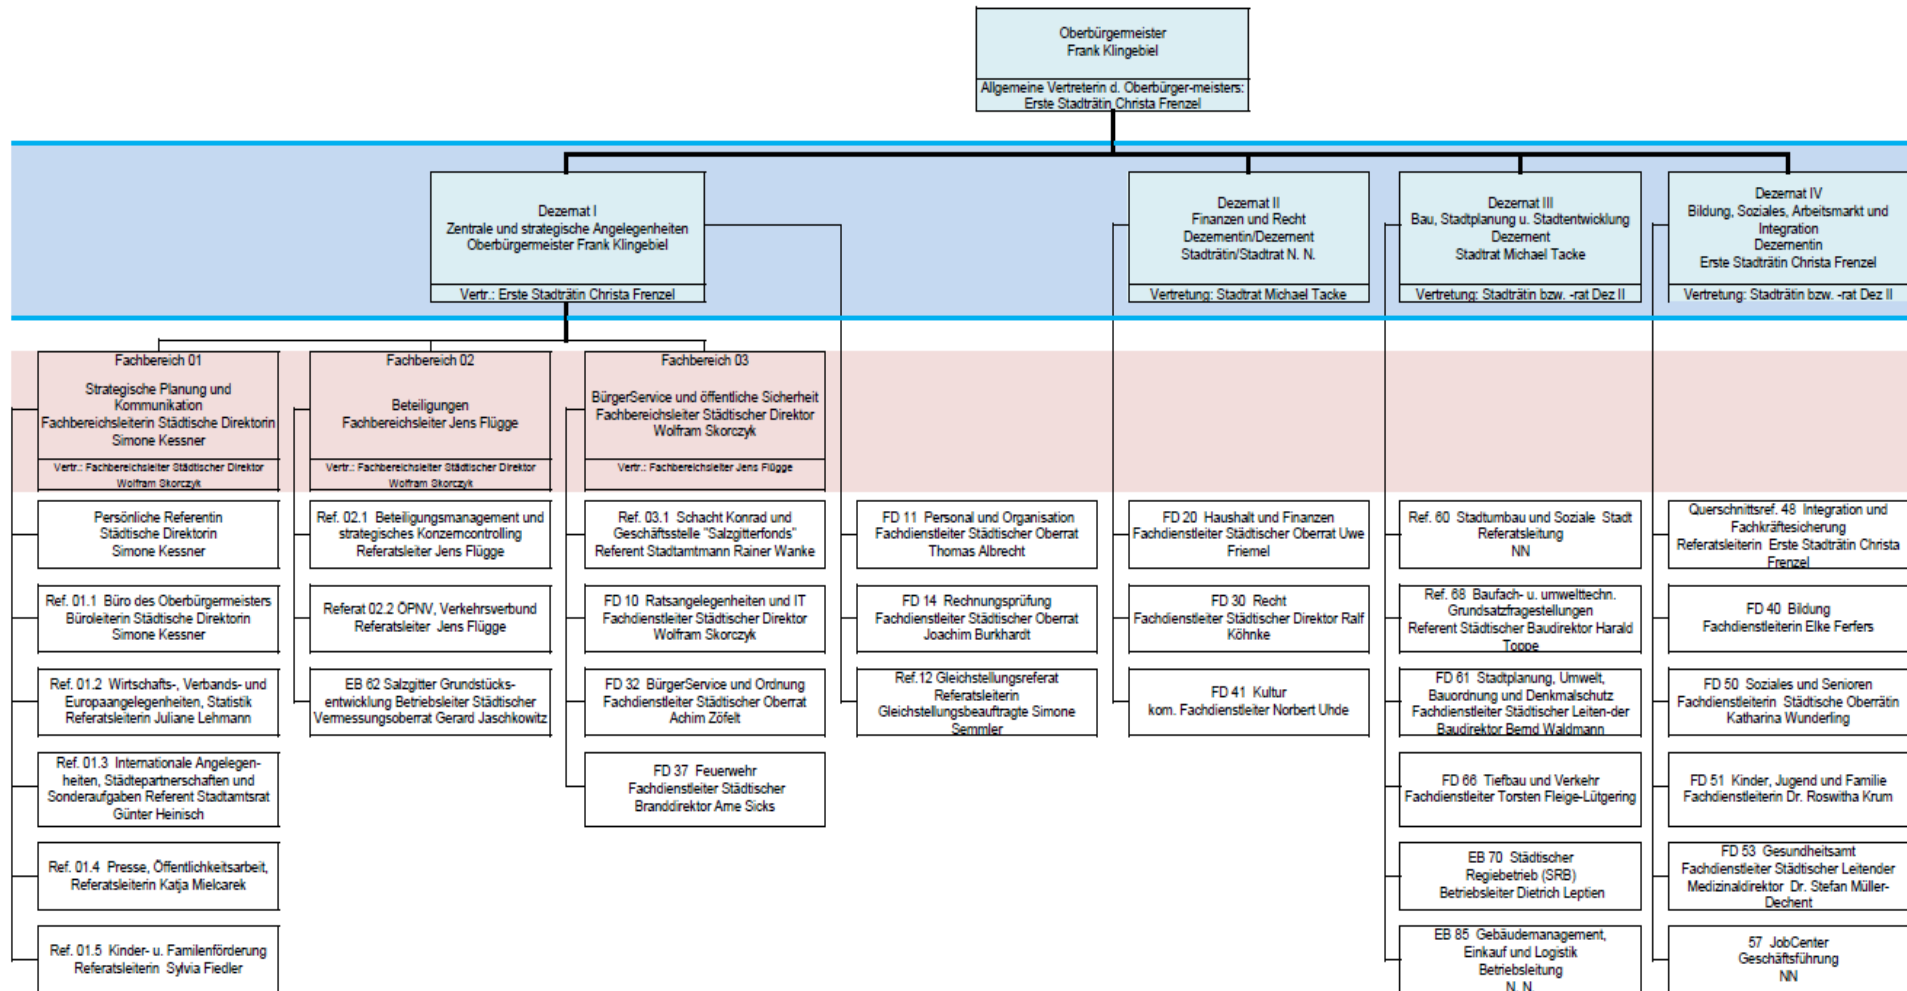 Oberbürgermeister
Frank Klingebiel
Allgemeine Vertreterin d. Oberbürger-meisters:
Erste Stadträtin Christa Frenzel
Dezernat I
Zentrale und strategische Angelegenheiten
Oberbürgermeister Frank Klingebiel
Vertr.: Erste Stadträtin Christa Frenzel
Dezernat II
Finanzen und Recht
Dezernentin/Dezernent
Stadträtin/Stadtrat N. N.
Vertretung: Stadtrat Michael Tacke
Dezernat III
Bau, Stadtplanung u. Stadtentwicklung
Dezernent
Stadtrat Michael Tacke
Vertretung: Stadträtin bzw. -rat Dez II
Dezernat IV
Bildung, Soziales, Arbeitsmarkt und
Integration
Dezernentin
Erste Stadträtin Christa Frenzel
Vertretung: Stadträtin bzw. -rat Dez II
Fachbereich 01
Strategische Planung und
Kommunikation
Fachbereichsleiterin Städtische Direktorin
Simone Kessner
Vertr.: Fachbereichsleiter Städtischer Direktor
Wolfram Skorczyk
Fachbereich 02
Beteiligungen
Fachbereichsleiter Jens Flügge
Vertr.: Fachbereichsleiter Städtischer Direktor
Wolfram Skorczyk
Fachbereich 03
BürgerService und öffentliche Sicherheit
Fachbereichsleiter Städtischer Direktor
Wolfram Skorczyk
Vertr.: Fachbereichsleiter Jens Flügge
Persönliche Referentin
Städtische Direktorin
Simone Kessner
Ref. 01.1 Büro des Oberbürgermeisters
Büroleiterin Städtische Direktorin
Simone Kessner
Ref. 01.2 Wirtschafts-, Verbands- und
Europaangelegenheiten, Statistik
Referatsleiterin Juliane Lehmann
Ref. 01.3 Internationale Angelegen-
heiten, Städtepartnerschaften und
Sonderaufgaben Referent Stadtamtsrat
Günter Heinisch
Ref. 01.4 Presse, Öffentlichkeitsarbeit,
Referatsleiterin Katja Mielcarek
Ref. 01.5 Kinder- u. Familenförderung
Referatsleiterin Sylvia Fiedler
Ref. 02.1 Beteiligungsmanagement und
strategisches Konzerncontrolling
Referatsleiter Jens Flügge
Referat 02.2 ÖPNV, Verkehrsverbund
Referatsleiter Jens Flügge
EB 62 Salzgitter Grundstücks-
entwicklung Betriebsleiter Städtischer
Vermessungsoberrat Gerard Jaschkowitz
Ref. 03.1 Schacht Konrad und
Geschäftsstelle "Salzgitterfonds"
Referent Stadtamtmann Rainer Wanke
FD 10 Ratsangelegenheiten und IT
Fachdienstleiter Städtischer Direktor
Wolfram Skorczyk
FD 32 BürgerService und Ordnung
Fachdienstleiter Städtischer Oberrat
Achim Zöfelt
FD 37 Feuerwehr
Fachdienstleiter Städtischer
Branddirektor Arne Sicks
FD 11 Personal und Organisation
Fachdienstleiter Städtischer Oberrat
Thomas Albrecht
FD 14 Rechnungsprüfung
Fachdienstleiter Städtischer Oberrat
Joachim Burkhardt
Ref.12 Gleichstellungsreferat
Referatsleiterin
Gleichstellungsbeauftragte Simone
Semmler
FD 20 Haushalt und Finanzen
Fachdienstleiter Städtischer Oberrat Uwe
Friemel
FD 30 Recht
Fachdienstleiter Städtischer Direktor Ralf
Köhnke
FD 41 Kultur
kom. Fachdienstleiter Norbert Uhde
Ref. 60 Stadtumbau und Soziale Stadt
Referatsleitung
NN
Ref. 68 Baufach- u. umwelttechn.
Grundsatzfragestellungen
Referent Städtischer Baudirektor Harald
Toppe
FD 61 Stadtplanung, Umwelt,
Bauordnung und Denkmalschutz
Fachdienstleiter Städtischer Leiten-der
Baudirektor Bernd Waldmann
FD 66 Tiefbau und Verkehr
Fachdienstleiter Torsten Fleige-Lütgering
EB 70 Städtischer
Regiebetrieb (SRB)
Betriebsleiter Dietrich Leptien
EB 85 Gebäudemanagement,
Einkauf und Logistik
Betriebsleitung
N. N.
Querschnittsref. 48 Integration und
Fachkräftesicherung
Referatsleiterin Erste Stadträtin Christa
Frenzel
FD 40 Bildung
Fachdienstleiterin Elke Ferfers
FD 50 Soziales und Senioren
Fachdienstleiterin Städtische Oberrätin
Katharina Wunderling
FD 51 Kinder, Jugend und Familie
Fachdienstleiterin Dr. Roswitha Krum
FD 53 Gesundheitsamt
Fachdienstleiter Städtischer Leitender
Medizinaldirektor Dr. Stefan Müller-
Dechent
57 JobCenter
Geschäftsführung
NN